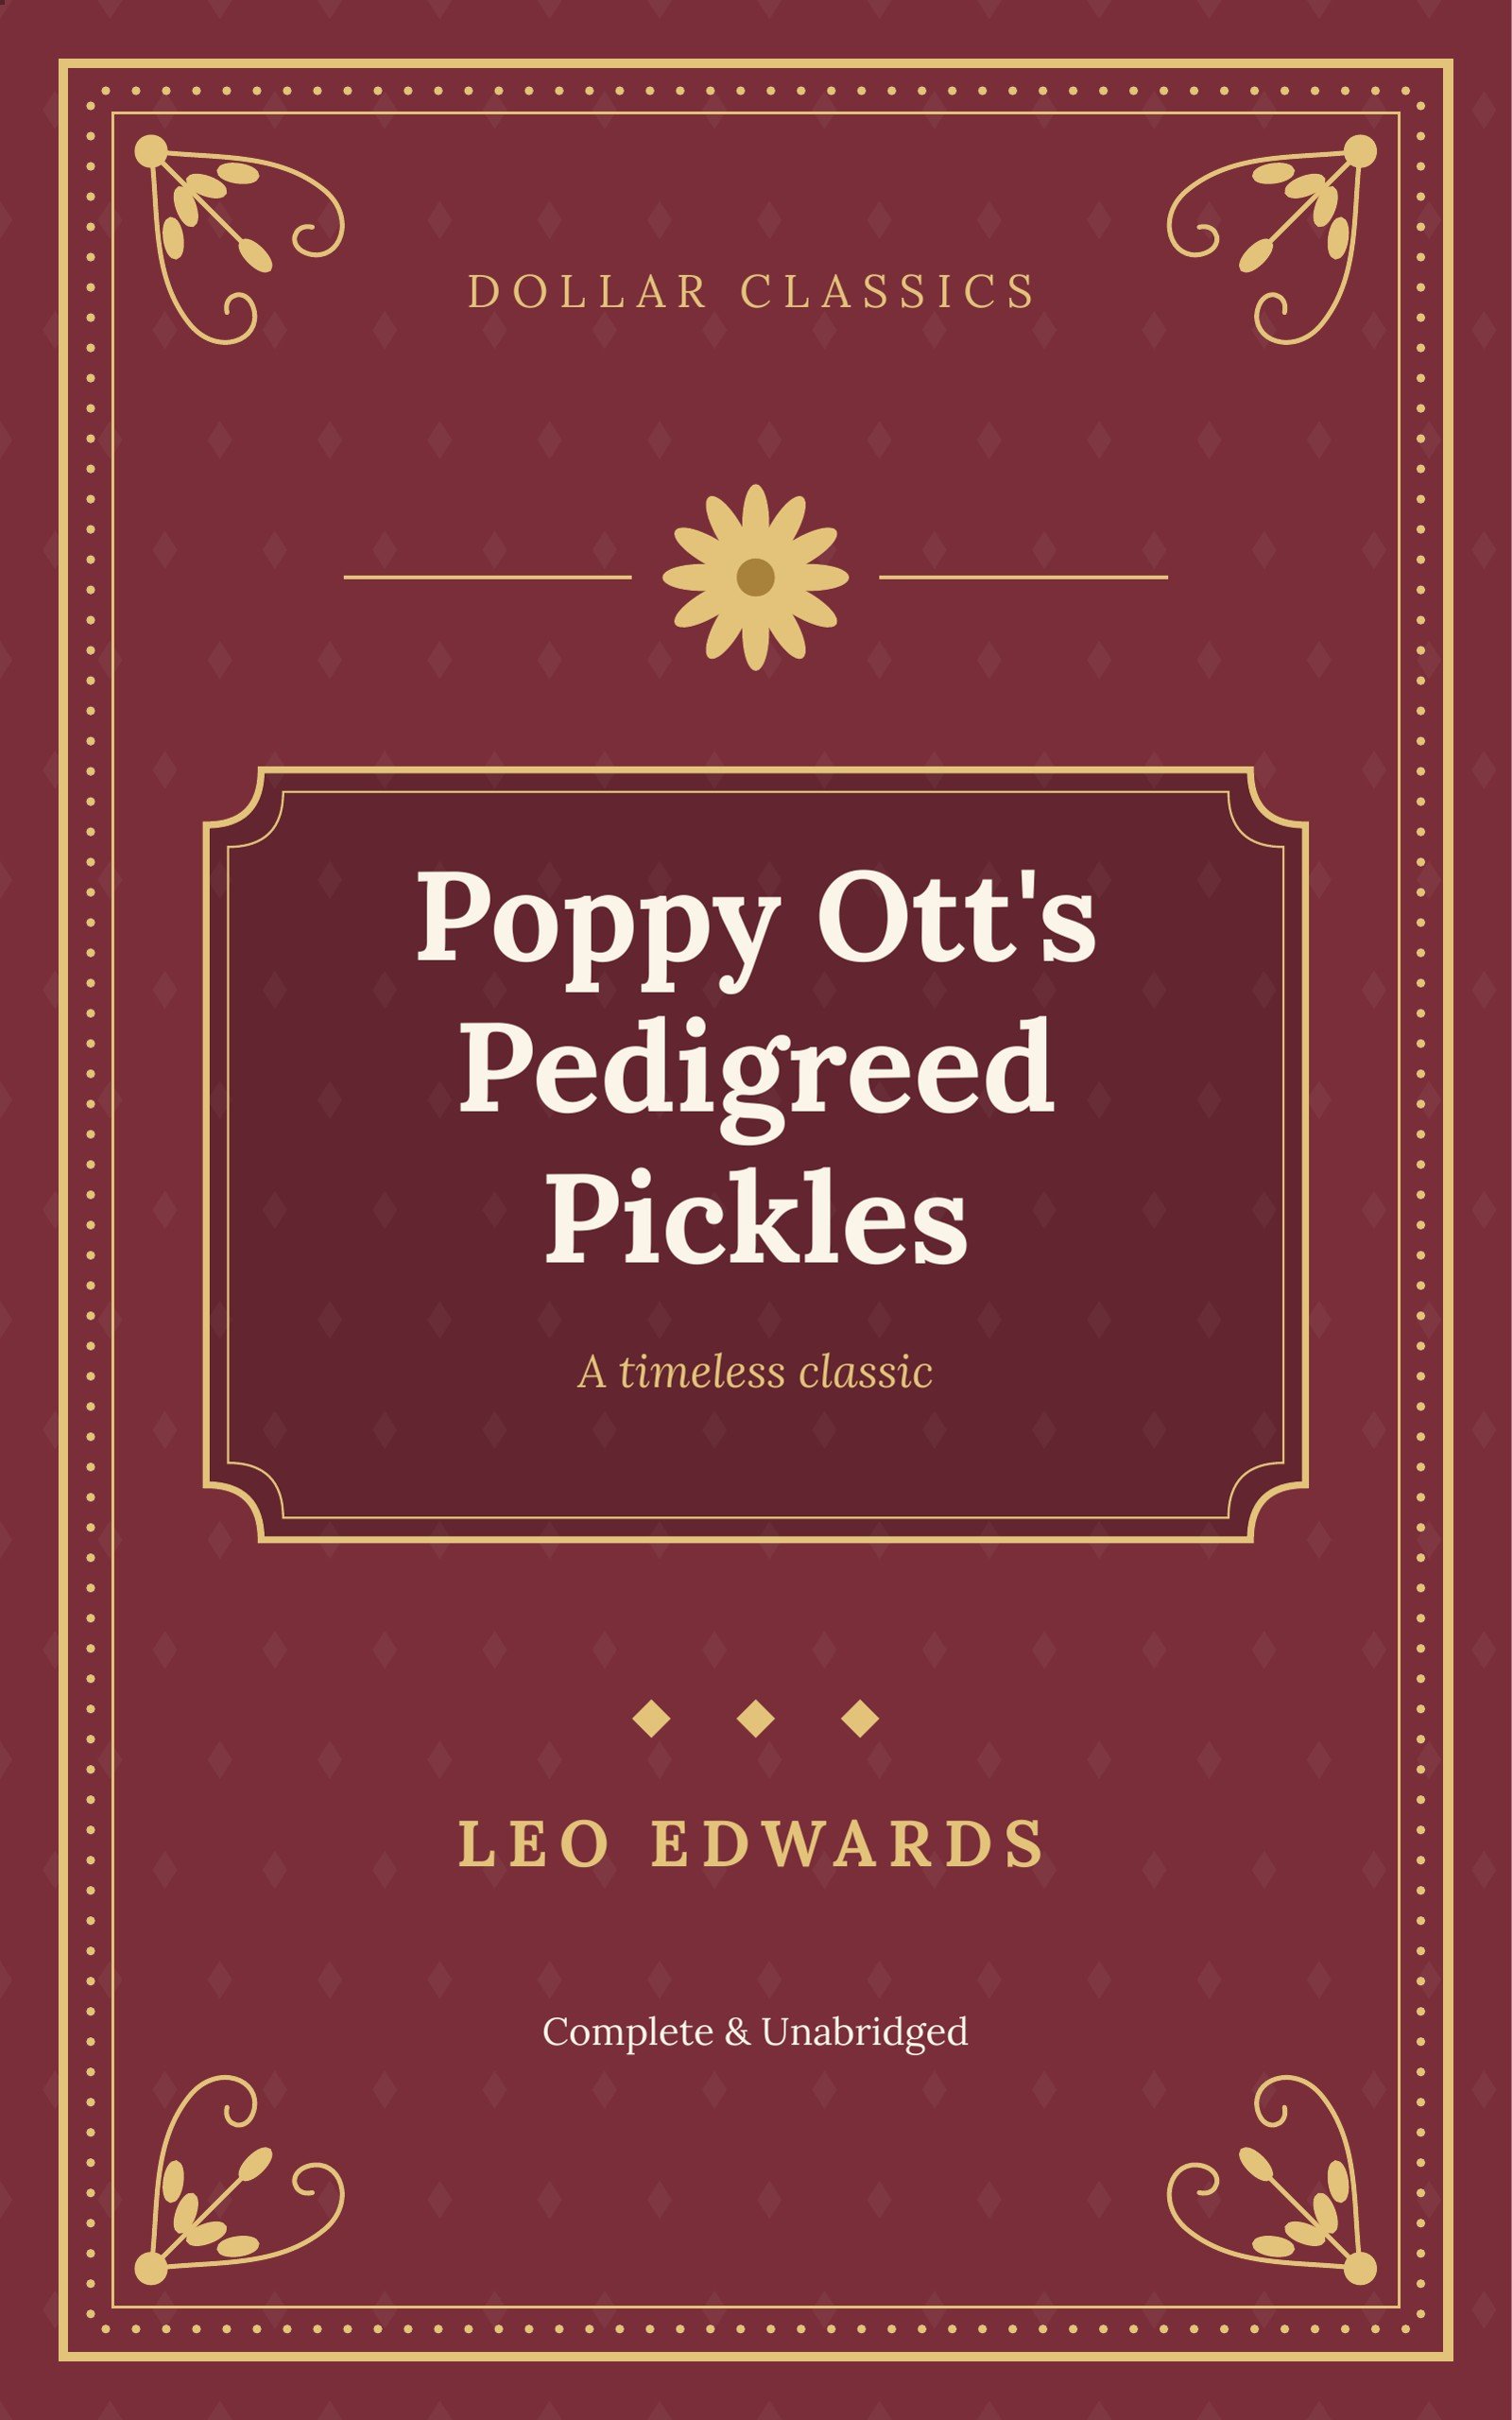 DOLLAR CLASSICS
Poppy Ott's
Pedigreed
Pickles
A timeless classic
LEO EDWARDS
Complete & Unabridged